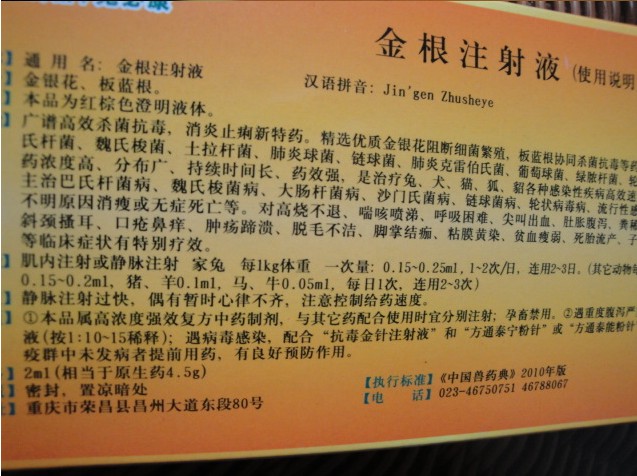 金根注射液 (使用说明
汉语拼音: Jin'gen Zhusheye
】通 用 名: 金根注射液
】金银花、板蓝根。
】本品为红棕色澄明液体。
】广谱高效杀菌抗毒,消炎止痢新特药。精选优质金银花阻断细菌繁殖,板蓝根协同杀菌抗毒等药
氏杆菌、魏氏梭菌、土拉杆菌、肺炎球菌、链球菌、肺炎克雷伯氏菌、葡萄球菌、绿脓杆菌、轮
药浓度高、分布广、持续时间长、药效强,是治疗兔、犬、猫、狐、貂各种感染性疾病高效速
主治巴氏杆菌病、魏氏梭菌病、大肠杆菌病、沙门氏菌病、链球菌病、轮状病毒病、流行性
不明原因消瘦或无症死亡等。对高烧不退、喘咳喷涕、呼吸困难、尖叫出血、肚胀腹泻、粪
斜颈搔耳、口疮鼻痒、肿疡蹄溃、脱毛不洁、脚掌结痂、粘膜黄染、贫血瘦弱、死胎流产、子
等临床症状有特别疗效。
】肌内注射或静脉注射 家兔 每1kg体重 一次量: 0.15~0.25ml,1~2次/日,连用2~3日。(其它动物
0.15~0.2ml,猪、羊0.1ml,马、牛0.05ml,每日1次,连用2~3次)
】静脉注射过快,偶有暂时心律不齐,注意控制给药速度。
】①本品属高浓度强效复方中药制剂,与其它药配合使用时宜分别注射;孕畜禁用。②遇重度腹泻严
液(按1:10~15稀释);遇病毒感染,配合“抗毒金针注射液”和“方通泰宁粉针”或“方通泰能粉针
疫群中未发病者提前用药,有良好预防作用。
】2ml(相当于原生药4.5g)
】密封,置凉暗处
】重庆市荣昌县昌州大道东段80号
【执行标准】《中国兽药典》2010年版
【电 话】023-46750751 46788067